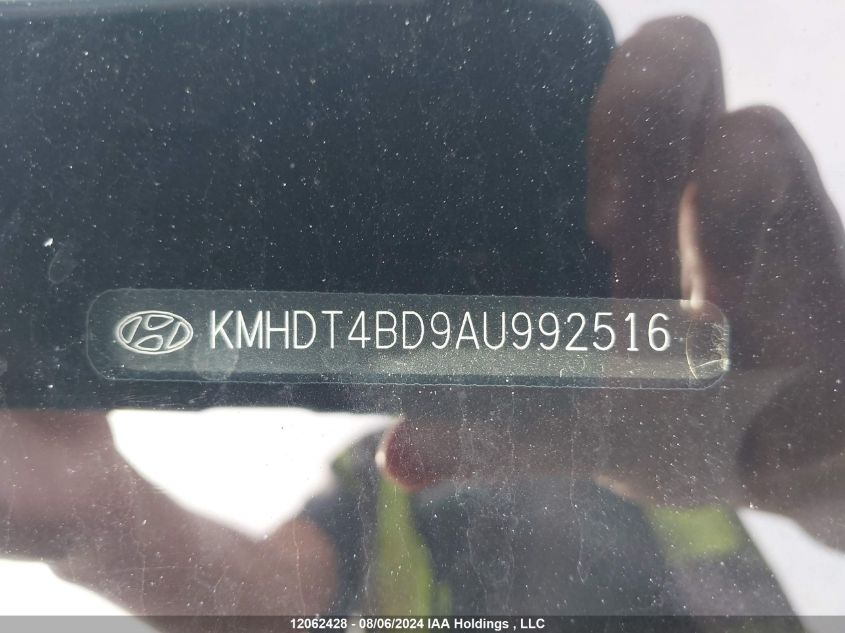 KMHDT4BD9AU992516
12062428 - 08/06/2024 IAA Holdings , LLC